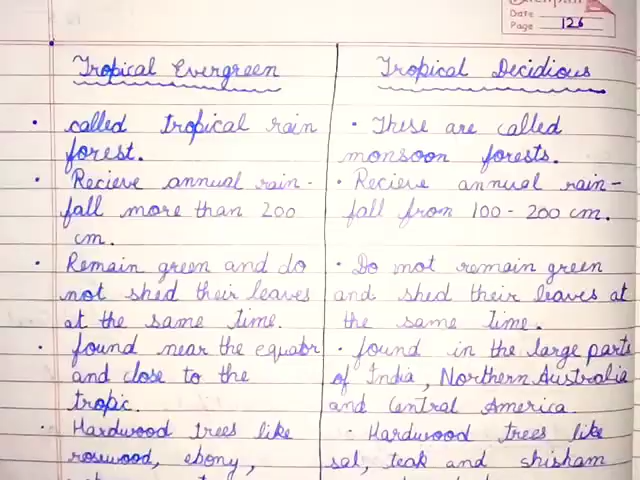 Date
Page 126
Tropical Evergreen
• called tropical rain
forest.
• Recieve annual rain-
fall more than 200
cm.
• Remain green and do
not shed their leaves
at the same time.
• found near the equator
and close to the
tropic.
• Hardwood trees like
rosewood, ebony,
Tropical Decidious
• These are called
monsoon forests.
• Recieve annual rain-
fall from 100 - 200 cm.
• Do not remain green
and shed their leaves at
the same time.
• found in the large parts
of India, Northern Australia
and Central America.
• Hardwood trees like
sal, teak and shisham